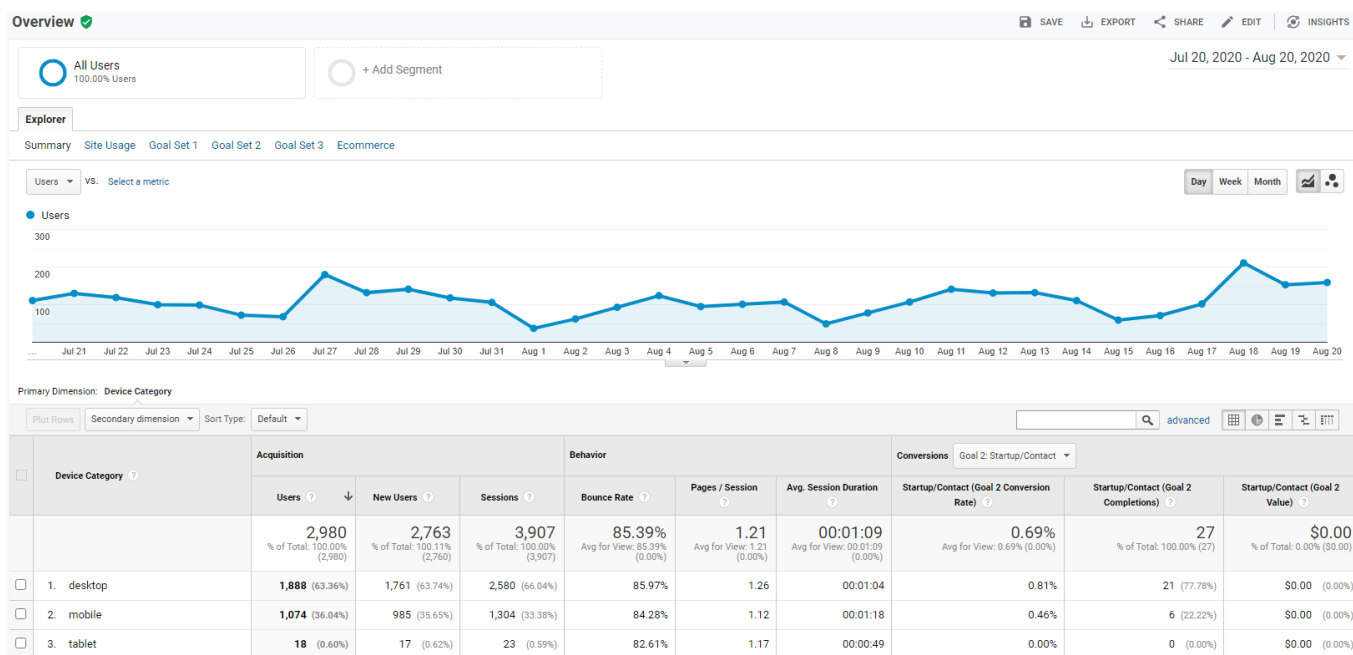 Overview
SAVE EXPORT SHARE EDIT INSIGHTS
All Users
100.00% Users
+ Add Segment
Jul 20, 2020 - Aug 20, 2020
Explorer
Summary Site Usage Goal Set 1 Goal Set 2 Goal Set 3 Ecommerce
Users VS. Select a metric
Day Week Month
Users
300
200
100
... Jul 21 Jul 22 Jul 23 Jul 24 Jul 25 Jul 26 Jul 27 Jul 28 Jul 29 Jul 30 Jul 31 Aug 1 Aug 2 Aug 3 Aug 4 Aug 5 Aug 6 Aug 7 Aug 8 Aug 9 Aug 10 Aug 11 Aug 12 Aug 13 Aug 14 Aug 15 Aug 16 Aug 17 Aug 18 Aug 19 Aug 20
Primary Dimension: Device Category
Plot Rows Secondary dimension Sort Type: Default advanced
Device Category ?
Acquisition Behavior Conversions Goal 2: Startup/Contact
Users ? New Users ? Sessions ? Bounce Rate ? Pages / Session ? Avg. Session Duration ? Startup/Contact (Goal 2 Conversion Rate) ? Startup/Contact (Goal 2 Completions) ? Startup/Contact (Goal 2 Value) ?
2,980 2,763 3,907 85.39% 1.21 00:01:09 0.69% 27 $0.00
% of Total: 100.00% (2,980) % of Total: 100.11% (2,760) % of Total: 100.00% (3,907) Avg for View: 85.39% (0.00%) Avg for View: 1.21 (0.00%) Avg for View: 00:01:09 (0.00%) Avg for View: 0.69% (0.00%) % of Total: 100.00% (27) % of Total: 0.00% ($0.00)
1. desktop 1,888 (63.36%) 1,761 (63.74%) 2,580 (66.04%) 85.97% 1.26 00:01:04 0.81% 21 (77.78%) $0.00 (0.00%)
2. mobile 1,074 (36.04%) 985 (35.65%) 1,304 (33.38%) 84.28% 1.12 00:01:18 0.46% 6 (22.22%) $0.00 (0.00%)
3. tablet 18 (0.60%) 17 (0.62%) 23 (0.59%) 82.61% 1.17 00:00:49 0.00% 0 (0.00%) $0.00 (0.00%)